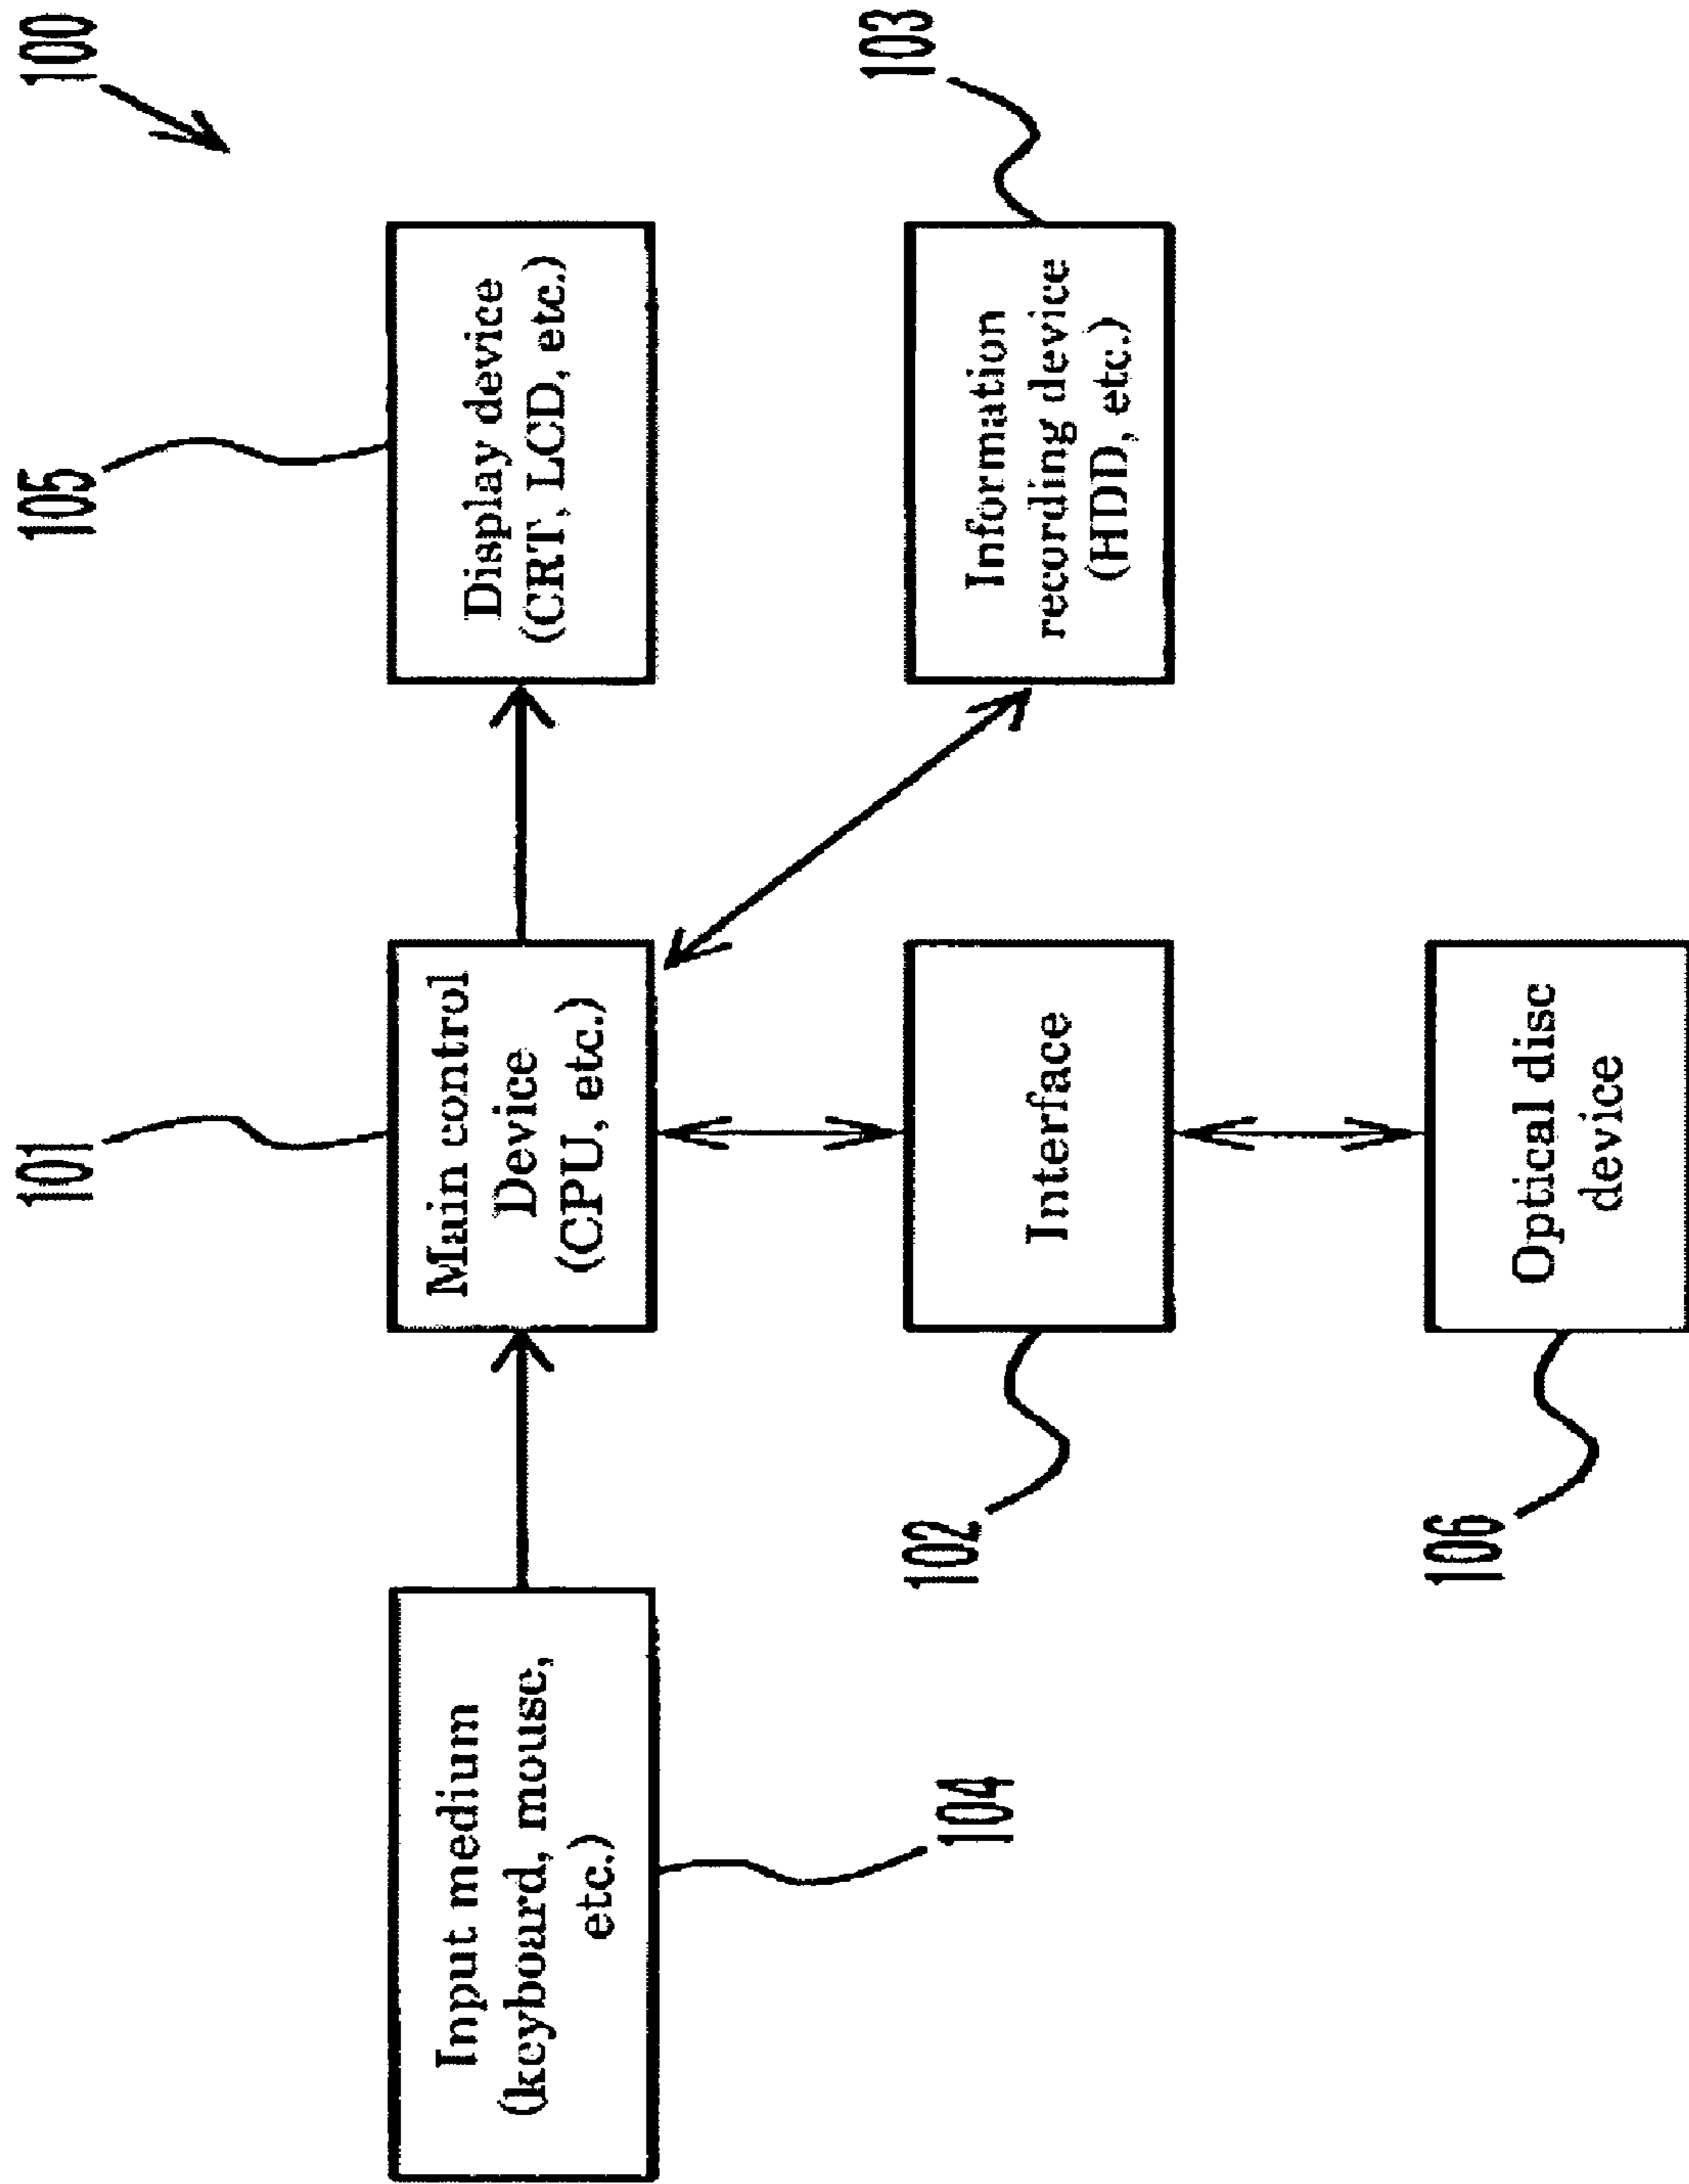 100
105
101
Input medium
(keyboard, mouse,
etc.)
Main control
Device
(CPU, etc.)
Display device
(CRT, LCD, etc.)
104
102
Interface
Information
recording device
(HDD, etc.)
103
106
Optical disc
device